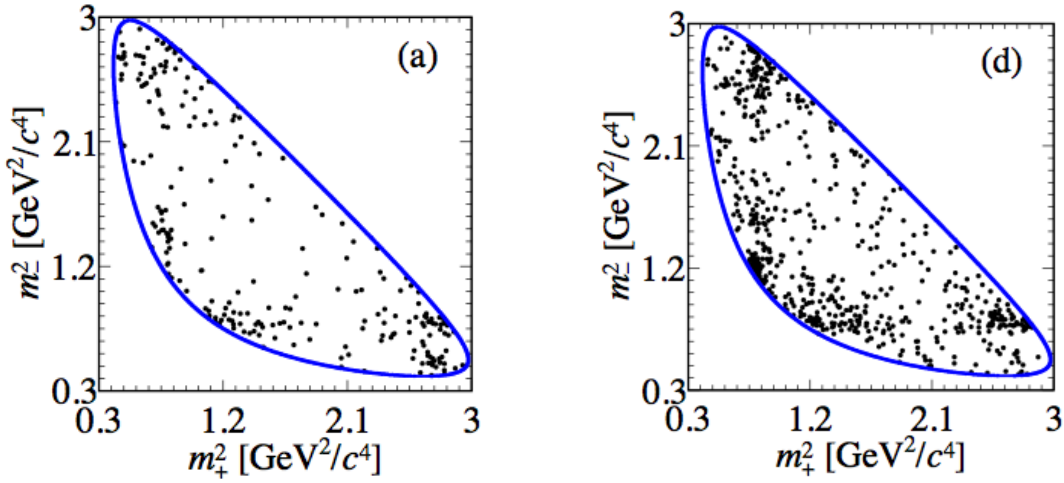 3
(a)
2.1
1.2
0.3
m²₋ [GeV²/c⁴]
0.3 1.2 2.1 3
m²₊ [GeV²/c⁴]
3
(d)
2.1
1.2
0.3
m²₋ [GeV²/c⁴]
0.3 1.2 2.1 3
m²₊ [GeV²/c⁴]